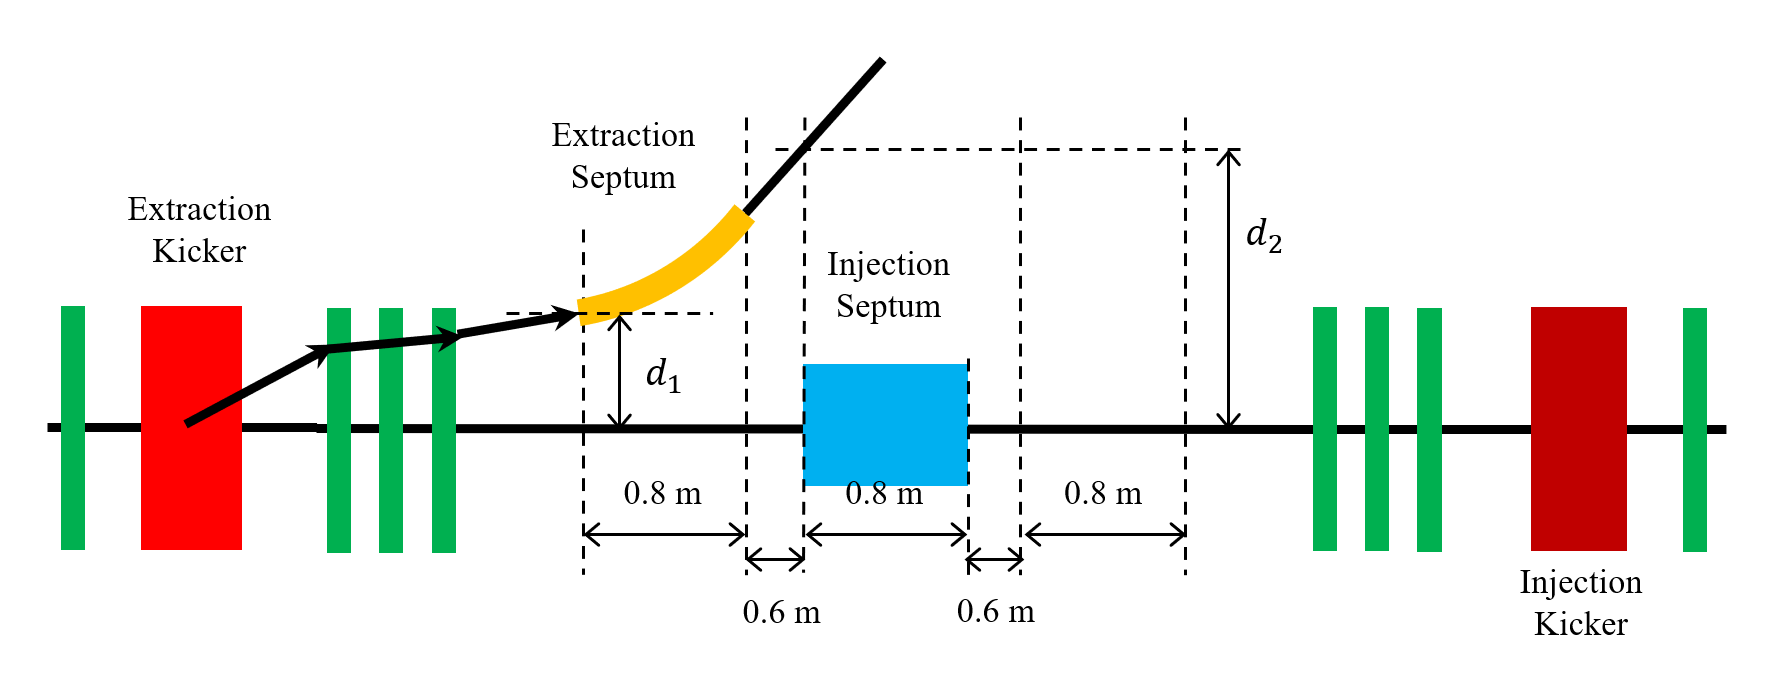 Extraction
Septum
Extraction
Kicker
d₂
Injection
Septum
d₁
0.8 m
0.8 m
0.8 m
0.6 m
0.6 m
Injection
Kicker